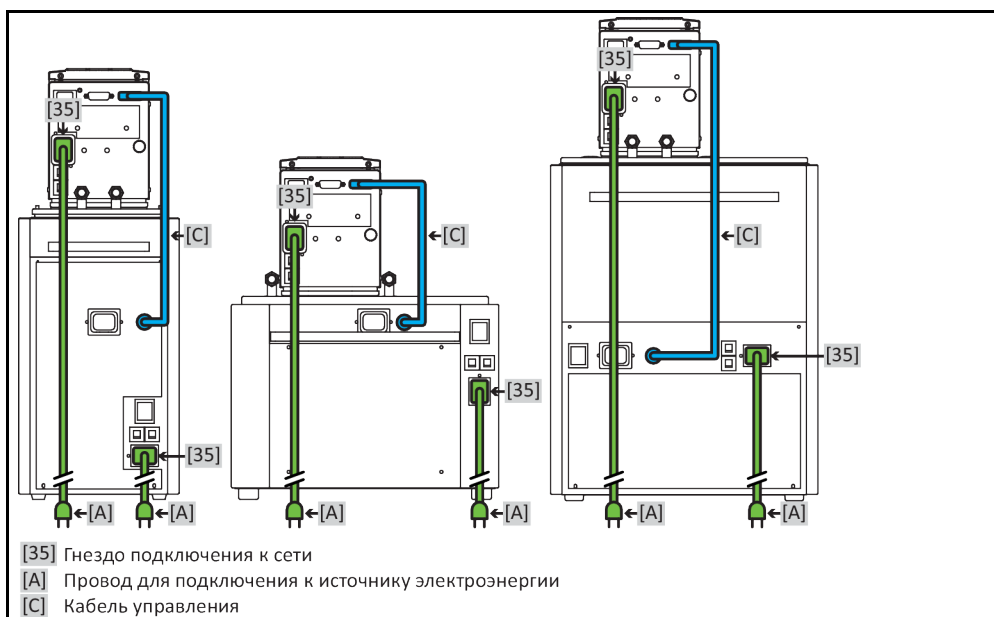 [35]
[C]
[35]
[A]
[A]
[35]
[C]
[35]
[A]
[A]
[35]
[C]
[35]
[A]
[A]
[35] Гнездо подключения к сети
[A] Провод для подключения к источнику электроэнергии
[C] Кабель управления